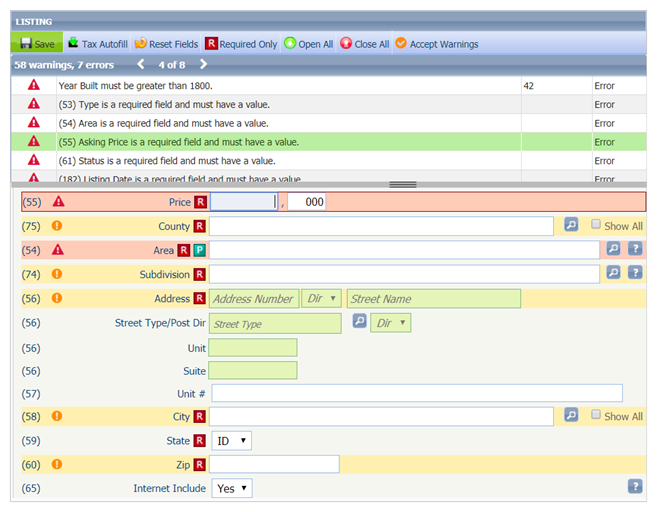 LISTING
Save Tax Autofill Reset Fields R Required Only Open All Close All Accept Warnings
58 warnings, 7 errors 4 of 8
Year Built must be greater than 1800. 42 Error
(53) Type is a required field and must have a value. Error
(54) Area is a required field and must have a value. Error
(55) Asking Price is a required field and must have a value. Error
(61) Status is a required field and must have a value. Error
(182) Listing Date is a required field and must have a value. Error
(55) Price R , 000
(75) County R Show All
(54) Area R P ?
(74) Subdivision R ?
(56) Address R Address Number Dir Street Name
(56) Street Type/Post Dir Street Type Dir
(56) Unit
(56) Suite
(57) Unit #
(58) City R Show All
(59) State R ID
(60) Zip R
(65) Internet Include Yes ?